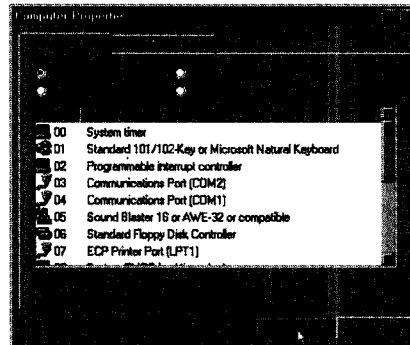 Computer Properties
00 System timer
01 Standard 101/102-Key or Microsoft Natural Keyboard
02 Programmable interrupt controller
03 Communications Port (COM2)
04 Communications Port (COM1)
05 Sound Blaster 16 or AWE-32 or compatible
06 Standard Floppy Disk Controller
07 ECP Printer Port (LPT1)